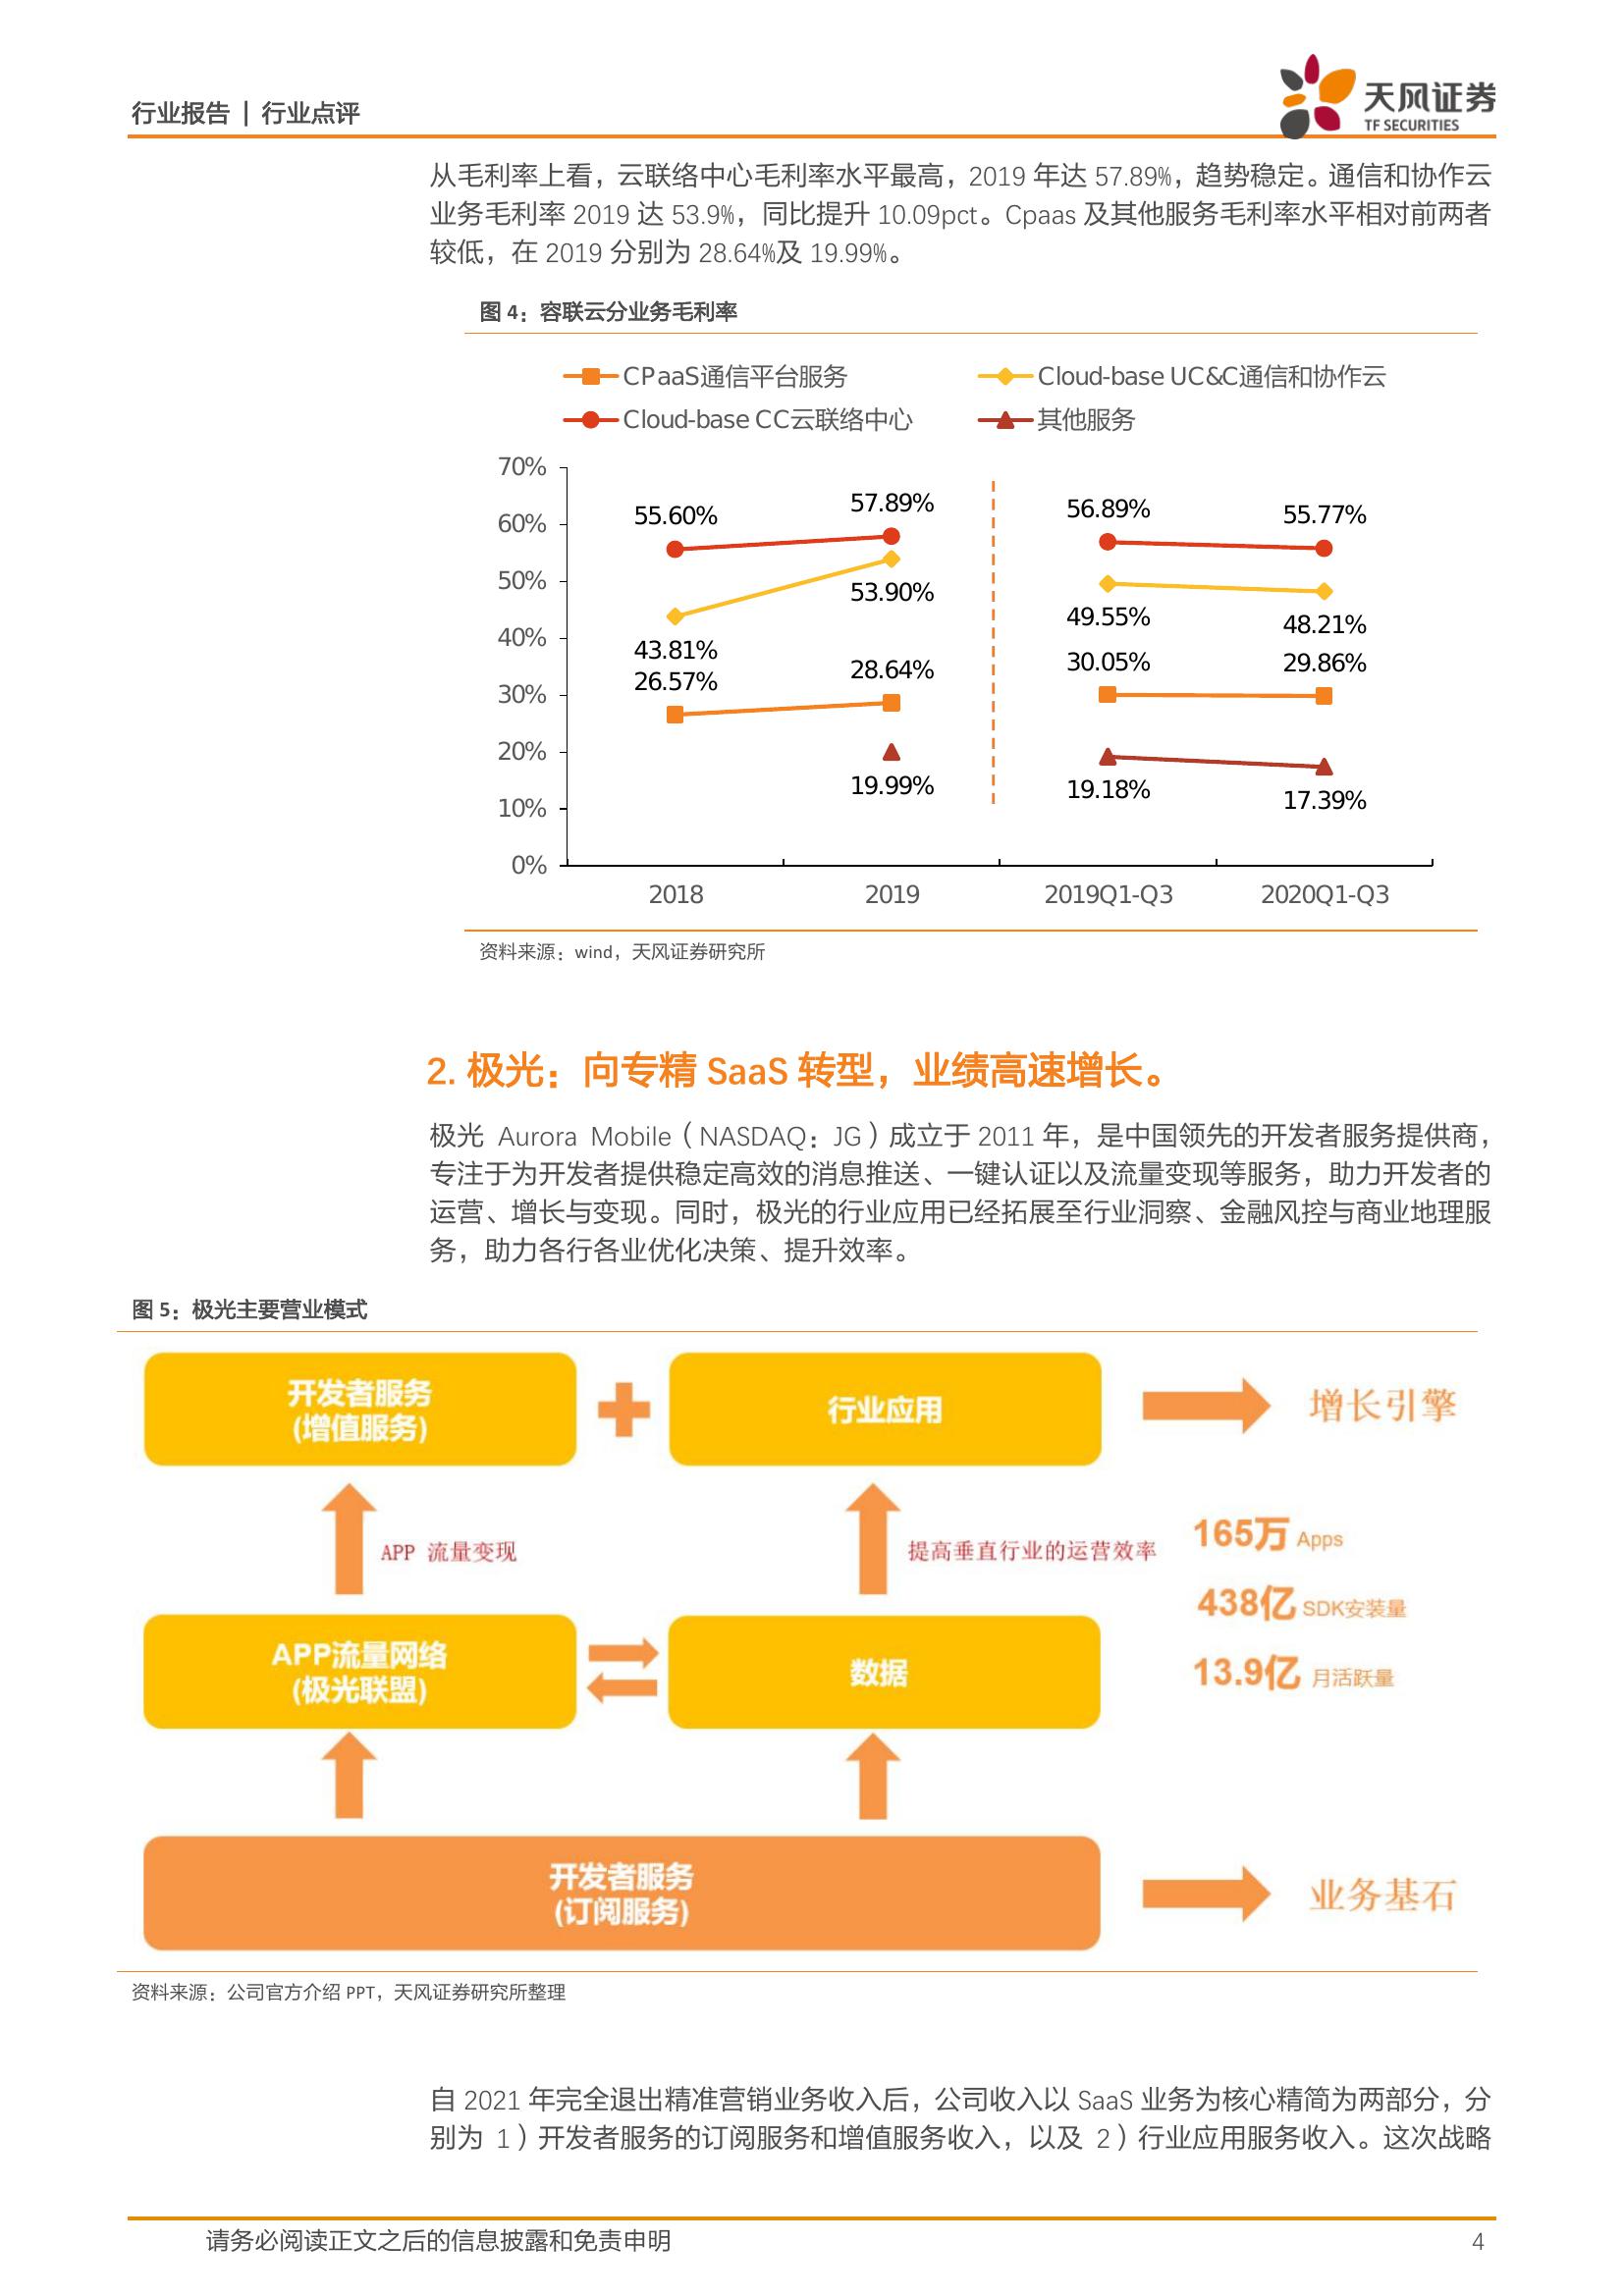 行业报告 | 行业点评
天风证券
TF SECURITIES
从毛利率上看，云联络中心毛利率水平最高，2019 年达 57.89%，趋势稳定。通信和协作云
业务毛利率 2019 达 53.9%，同比提升 10.09pct。Cpaas 及其他服务毛利率水平相对前两者
较低，在 2019 分别为 28.64%及 19.99%。
图 4：容联云分业务毛利率
CPaaS通信平台服务
Cloud-base UC&C通信和协作云
Cloud-base CC云联络中心
其他服务
70%
60%
50%
40%
30%
20%
10%
0%
55.60%
57.89%
56.89%
55.77%
43.81%
53.90%
49.55%
48.21%
26.57%
28.64%
30.05%
29.86%
19.99%
19.18%
17.39%
2018
2019
2019Q1-Q3
2020Q1-Q3
资料来源：wind，天风证券研究所
2. 极光：向专精 SaaS 转型，业绩高速增长。
极光 Aurora Mobile（NASDAQ：JG）成立于 2011 年，是中国领先的开发者服务提供商，
专注于为开发者提供稳定高效的消息推送、一键认证以及流量变现等服务，助力开发者的
运营、增长与变现。同时，极光的行业应用已经拓展至行业洞察、金融风控与商业地理服
务，助力各行各业优化决策、提升效率。
图 5：极光主要营业模式
开发者服务
(增值服务)
行业应用
增长引擎
APP 流量变现
提高垂直行业的运营效率
165万 Apps
438亿 SDK安装量
13.9亿 月活跃量
APP流量网络
(极光联盟)
数据
开发者服务
(订阅服务)
业务基石
资料来源：公司官方介绍 PPT，天风证券研究所整理
自 2021 年完全退出精准营销业务收入后，公司收入以 SaaS 业务为核心精简为两部分，分
别为 1）开发者服务的订阅服务和增值服务收入，以及 2）行业应用服务收入。这次战略
请务必阅读正文之后的信息披露和免责申明
4